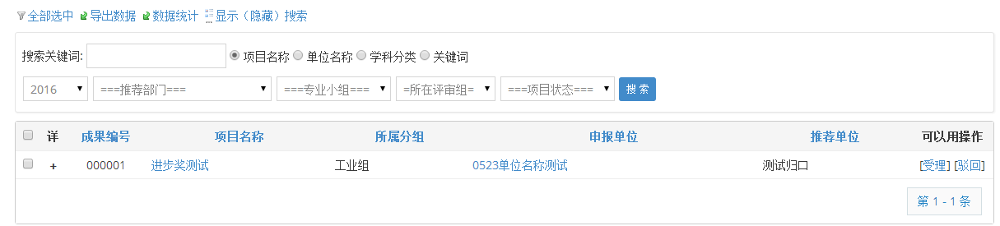 全部选中 导出数据 数据统计 显示（隐藏）搜索
搜索关键词: 项目名称 单位名称 学科分类 关键词
2016 ===推荐部门=== ===专业小组=== =所在评审组= ===项目状态=== 搜 索
详 成果编号 项目名称 所属分组 申报单位 推荐单位 可以用操作
+ 000001 进步奖测试 工业组 0523单位名称测试 测试归口 [受理] [驳回]
第 1 - 1 条